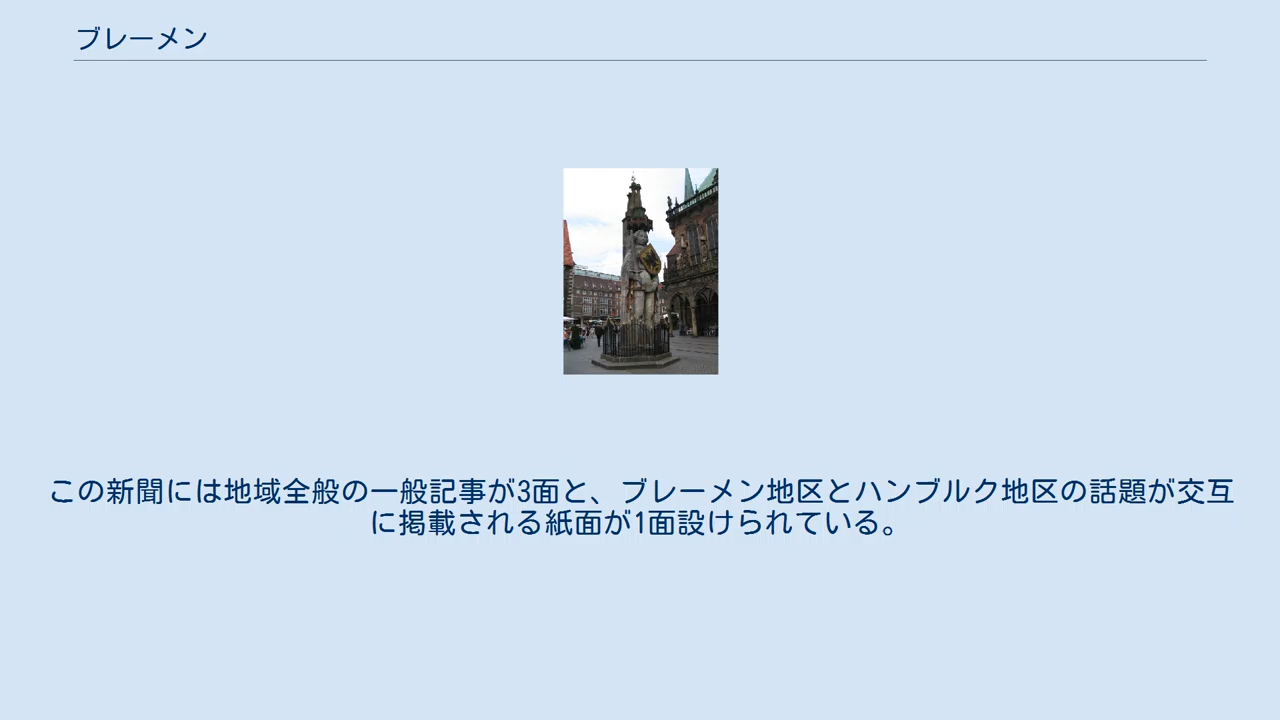 ブレーメン
この新聞には地域全般の一般記事が3面と、ブレーメン地区とハンブルク地区の話題が交互
に掲載される紙面が1面設けられている。